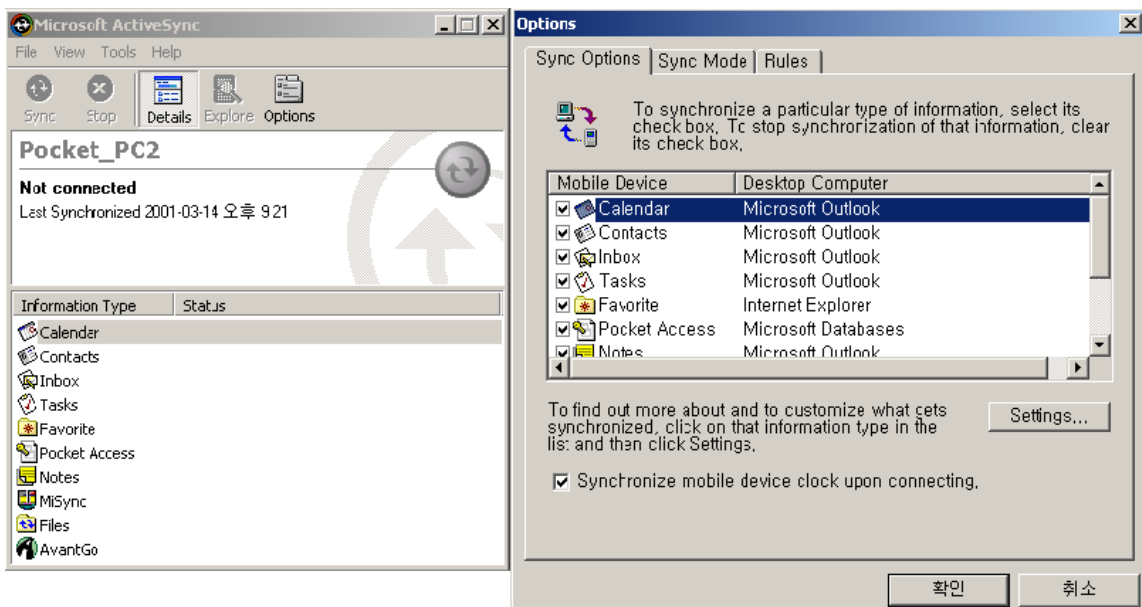 Microsoft ActiveSync
File View Tools Help
Sync Stop Details Explore Options
Pocket_PC2
Not connected
Last Synchronized 2001-03-14 오후 9:21
Information Type Status
Calendar
Contacts
Inbox
Tasks
Favorite
Pocket Access
Notes
MiSync
Files
AvantGo
Options
Sync Options Sync Mode Rules
To synchronize a particular type of information, select its
check box, To stop synchronization of that information, clear
its check box,
Mobile Device Desktop Computer
Calendar Microsoft Outlook
Contacts Microsoft Outlook
Inbox Microsoft Outlook
Tasks Microsoft Outlook
Favorite Internet Explorer
Pocket Access Microsoft Databases
Notes Microsoft Outlook
To find out more about and to customize what gets
synchronized, click on that information type in the
list and then click Settings,
Settings,,,
Synchronize mobile device clock upon connecting,
확인 취소